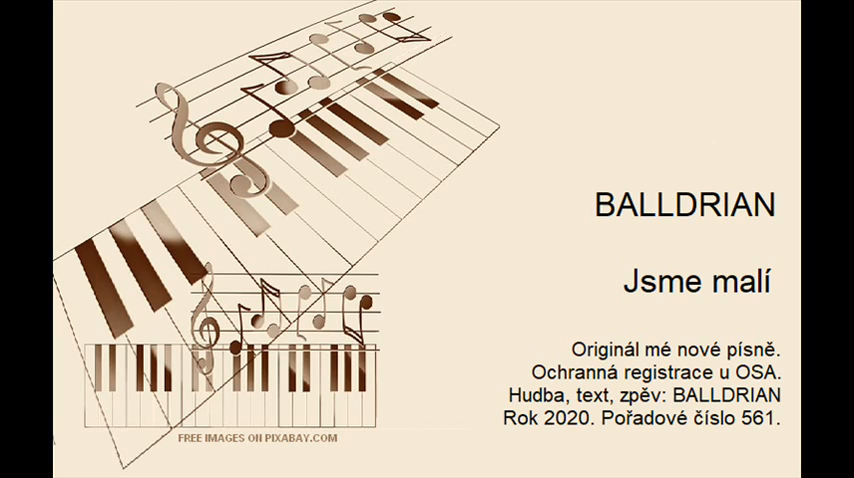 BALLDRIAN
Jsme malí
Originál mé nové písně.
Ochranná registrace u OSA.
Hudba, text, zpěv: BALLDRIAN
Rok 2020. Pořadové číslo 561.
FREE IMAGES ON PIXABAY.COM